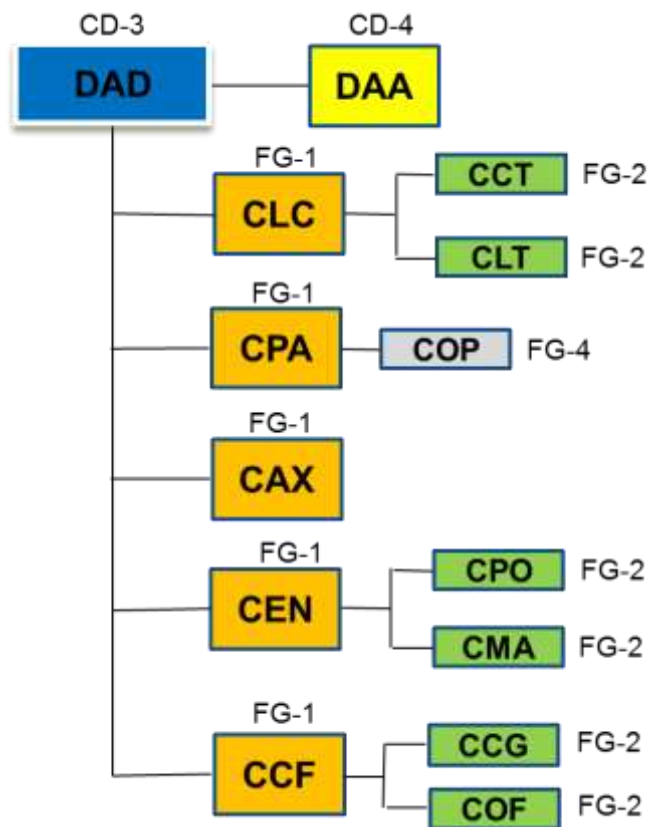 CD-3
CD-4
DAD
DAA
FG-1
CCT
FG-2
CLC
CLT
FG-2
FG-1
CPA
COP
FG-4
FG-1
CAX
FG-1
CPO
FG-2
CEN
CMA
FG-2
FG-1
CCG
FG-2
CCF
COF
FG-2